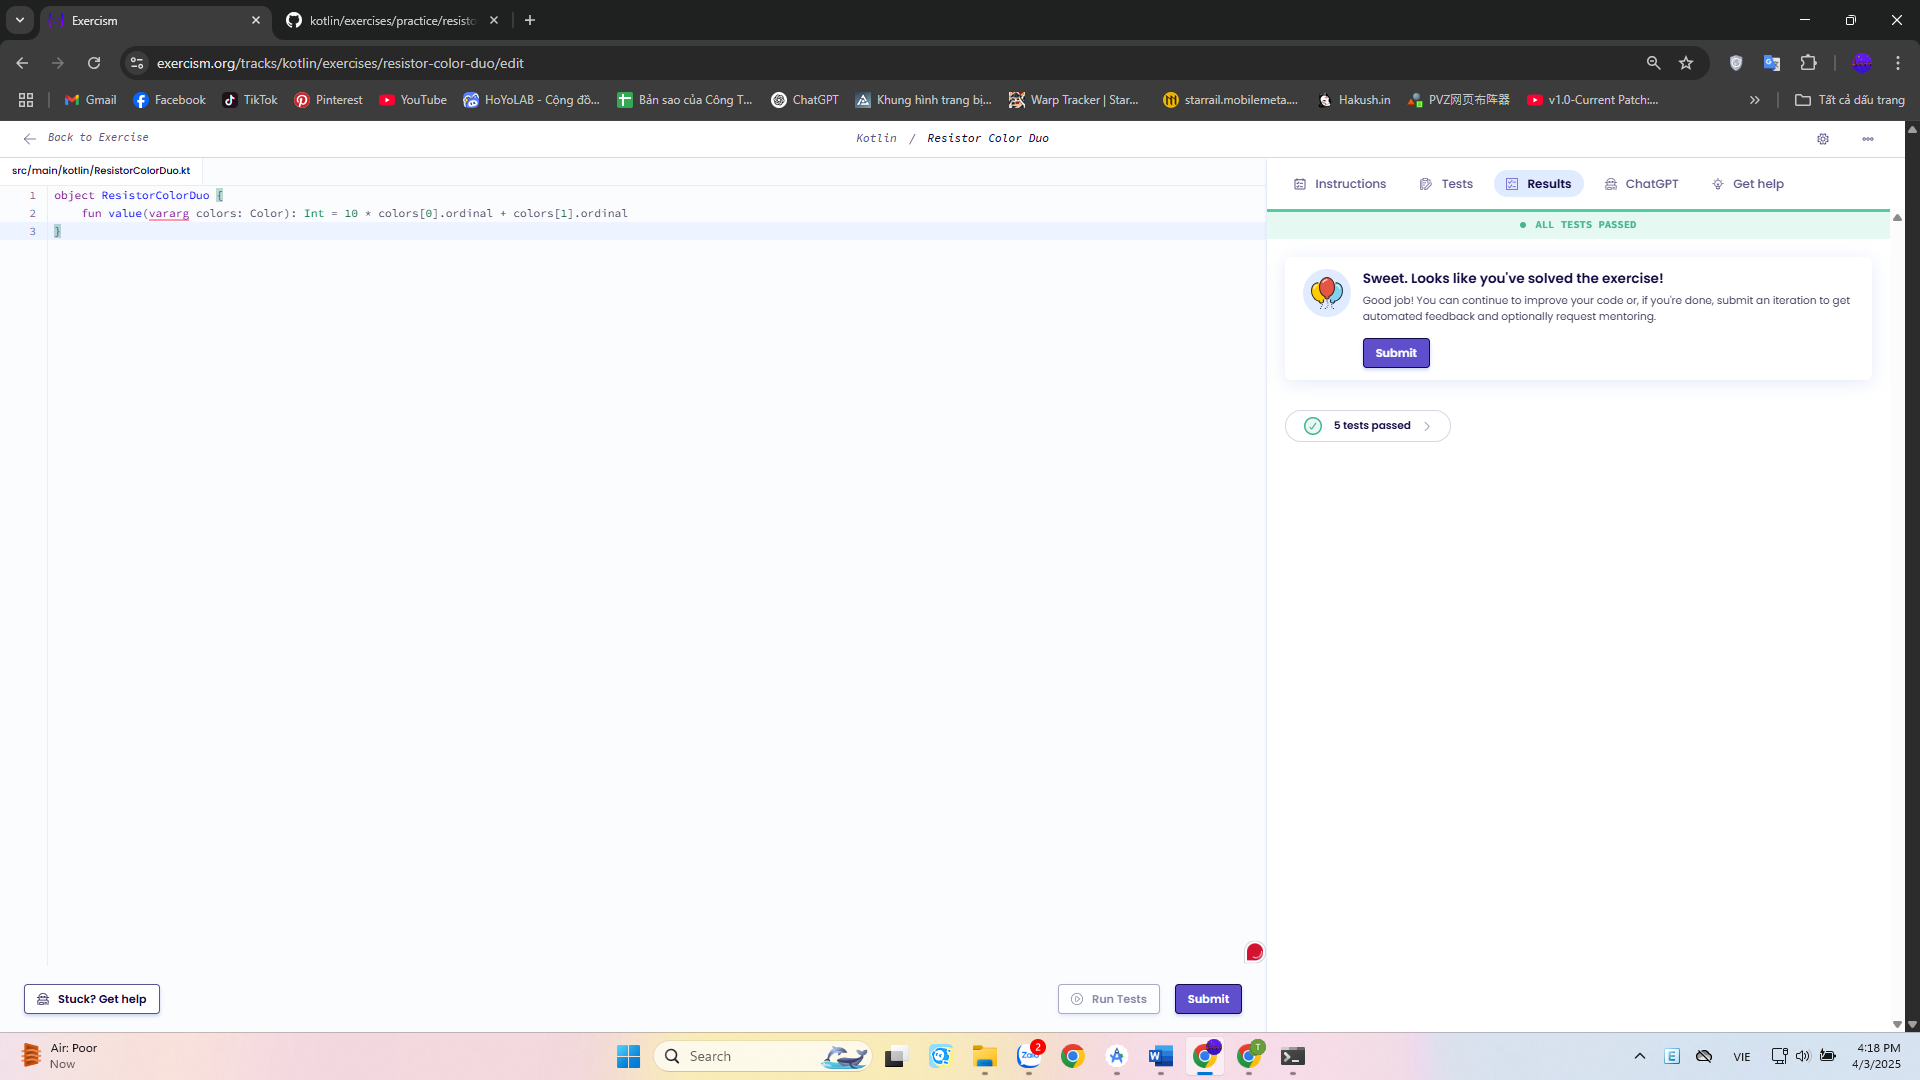 Exercism
kotlin/exercises/practice/resisto
exercism.org/tracks/kotlin/exercises/resistor-color-duo/edit
Gmail
Facebook
TikTok
Pinterest
YouTube
HoYoLAB - Cộng đồ...
Bản sao của Công T...
ChatGPT
Khung hình trang bị...
Warp Tracker | Star...
starrail.mobilemeta....
Hakush.in
PVZ网页布阵器
v1.0-Current Patch:...
Tất cả dấu trang
Back to Exercise
Kotlin / Resistor Color Duo
src/main/kotlin/ResistorColorDuo.kt
1 object ResistorColorDuo {
2 fun value(vararg colors: Color): Int = 10 * colors[0].ordinal + colors[1].ordinal
3 }
Instructions
Tests
Results
ChatGPT
Get help
ALL TESTS PASSED
Sweet. Looks like you've solved the exercise!
Good job! You can continue to improve your code or, if you're done, submit an iteration to get
automated feedback and optionally request mentoring.
Submit
5 tests passed
Stuck? Get help
Run Tests
Submit
Air: Poor
Now
Search
Zalo
2
T
E
VIE
4:18 PM
4/3/2025